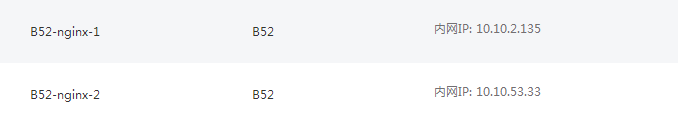 B52-nginx-1 B52 内网IP: 10.10.2.135
B52-nginx-2 B52 内网IP: 10.10.53.33